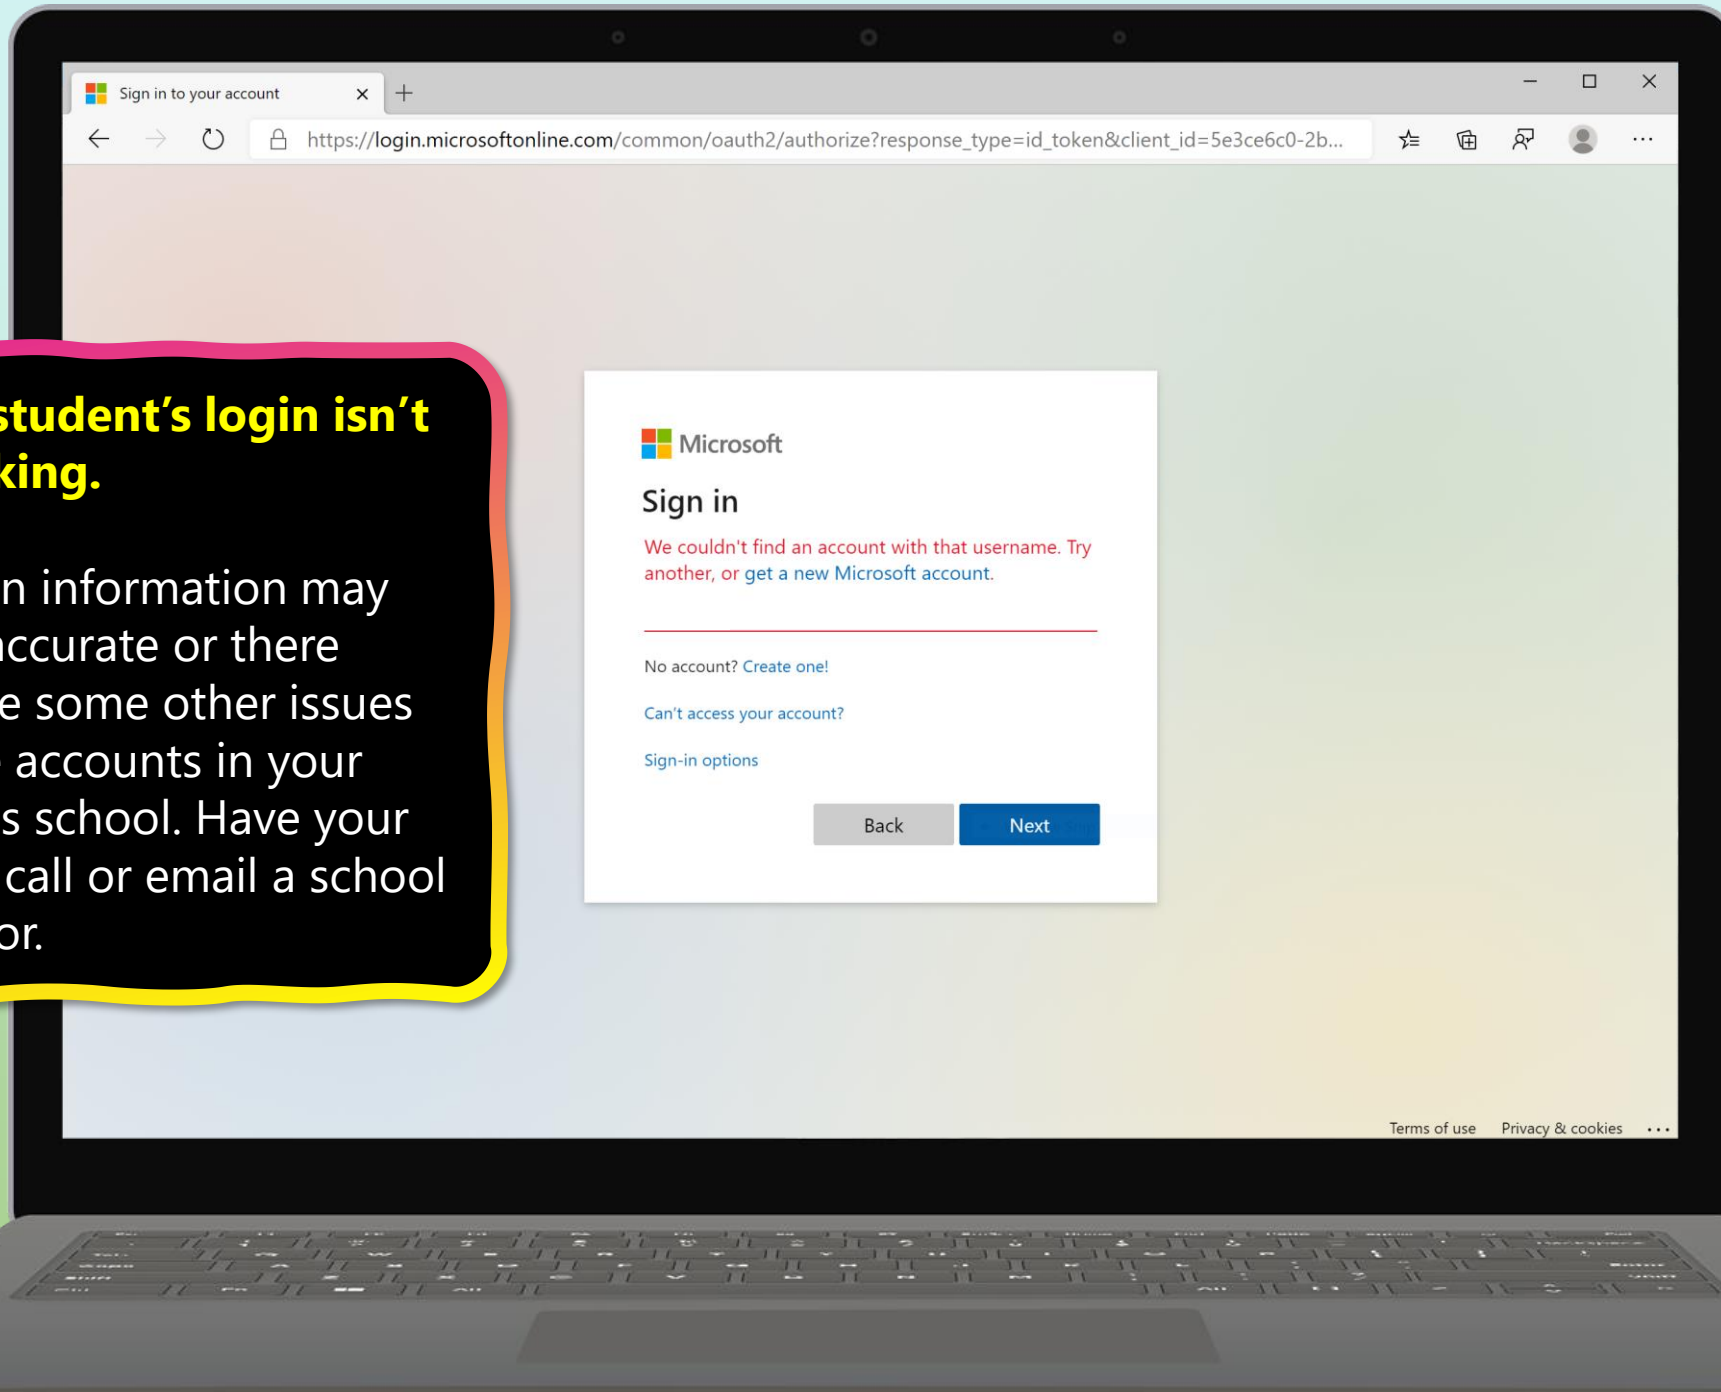 Sign in to your account
https://login.microsoftonline.com/common/oauth2/authorize?response_type=id_token&client_id=5e3ce6c0-2b...
student’s login isn’t
king.
n information may
accurate or there
e some other issues
accounts in your
s school. Have your
call or email a school
or.
Microsoft
Sign in
We couldn't find an account with that username. Try
another, or get a new Microsoft account.
No account? Create one!
Can't access your account?
Sign-in options
Back Next
Terms of use Privacy & cookies ...